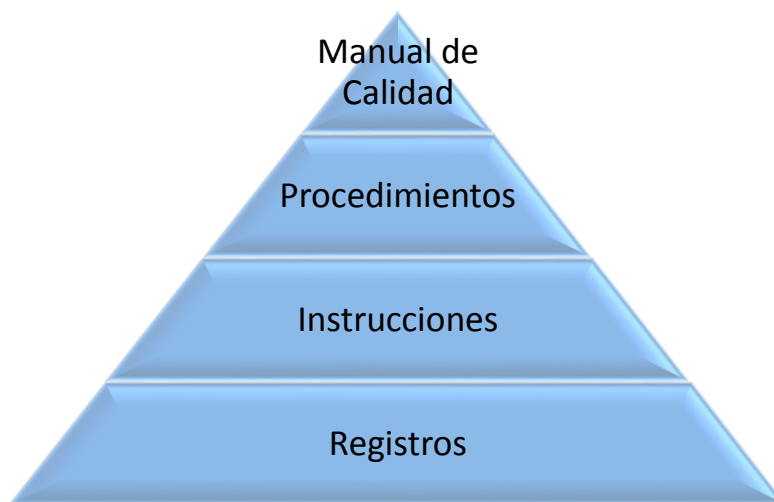 Manual de
Calidad
Procedimientos
Instrucciones
Registros